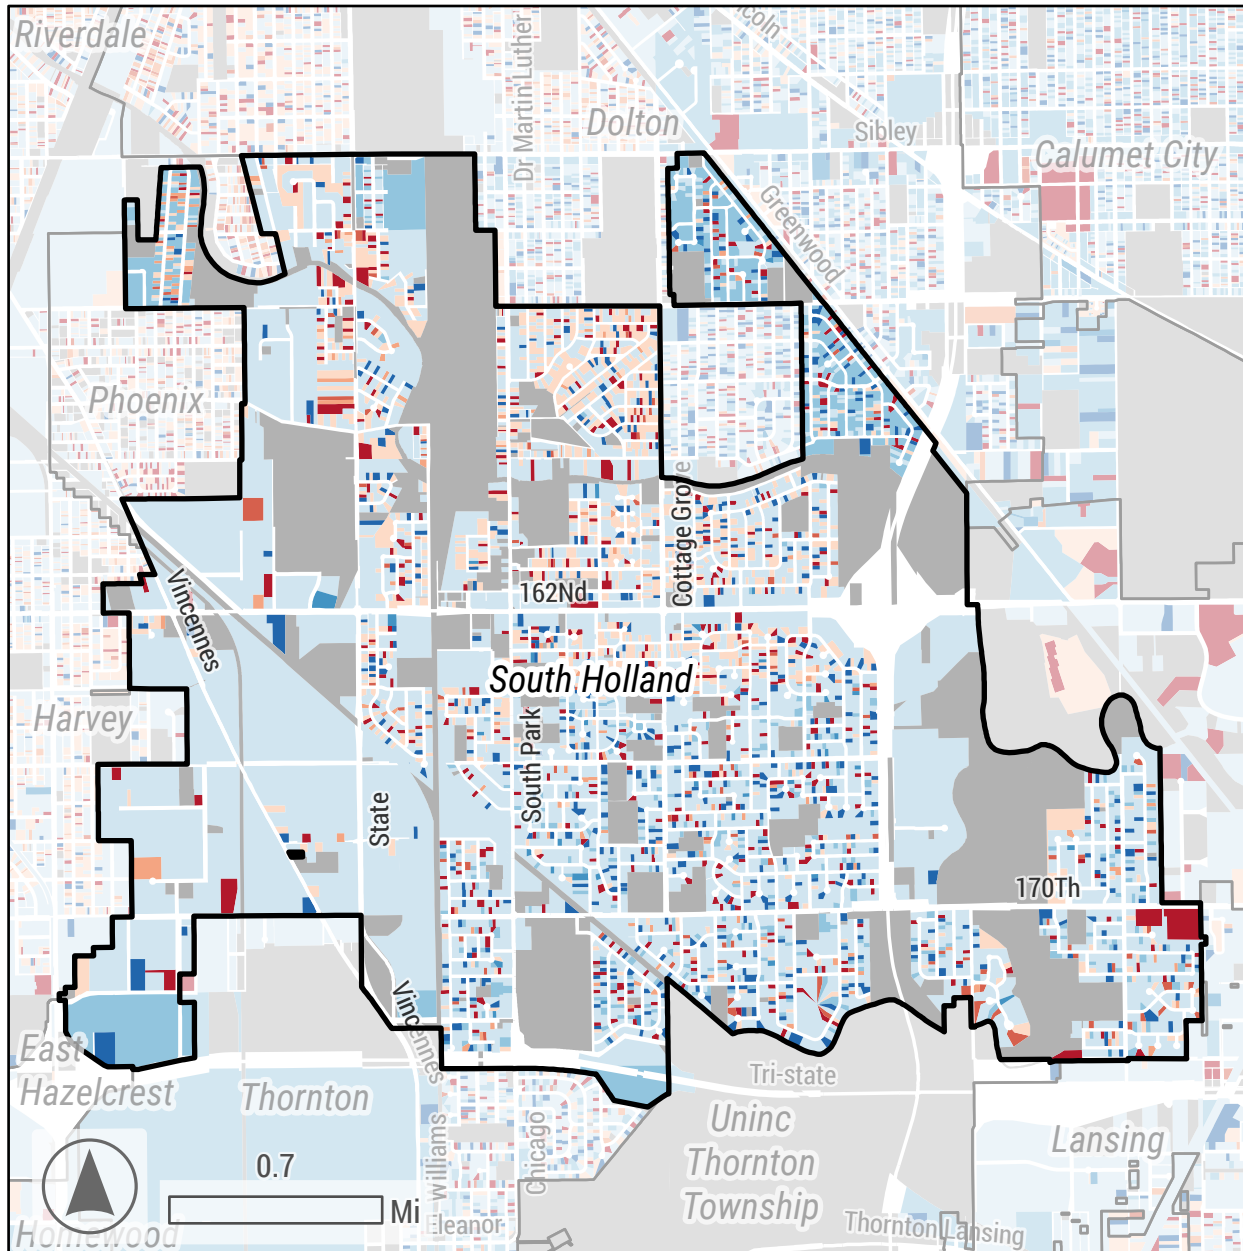 Riverdale
Dr Martin Luther
Dolton
Sibley
Calumet City
Greenwood
Phoenix
Cottage Grove
162Nd
Vincennes
South Holland
Harvey
South Park
State
170Th
Vincennes
East
Hazelcrest
Thornton
Tri-state
Uninc
Thornton
Township
Lansing
williams
Chicago
0.7
Mi
Eleanor
Thornton Lansing
Homewood